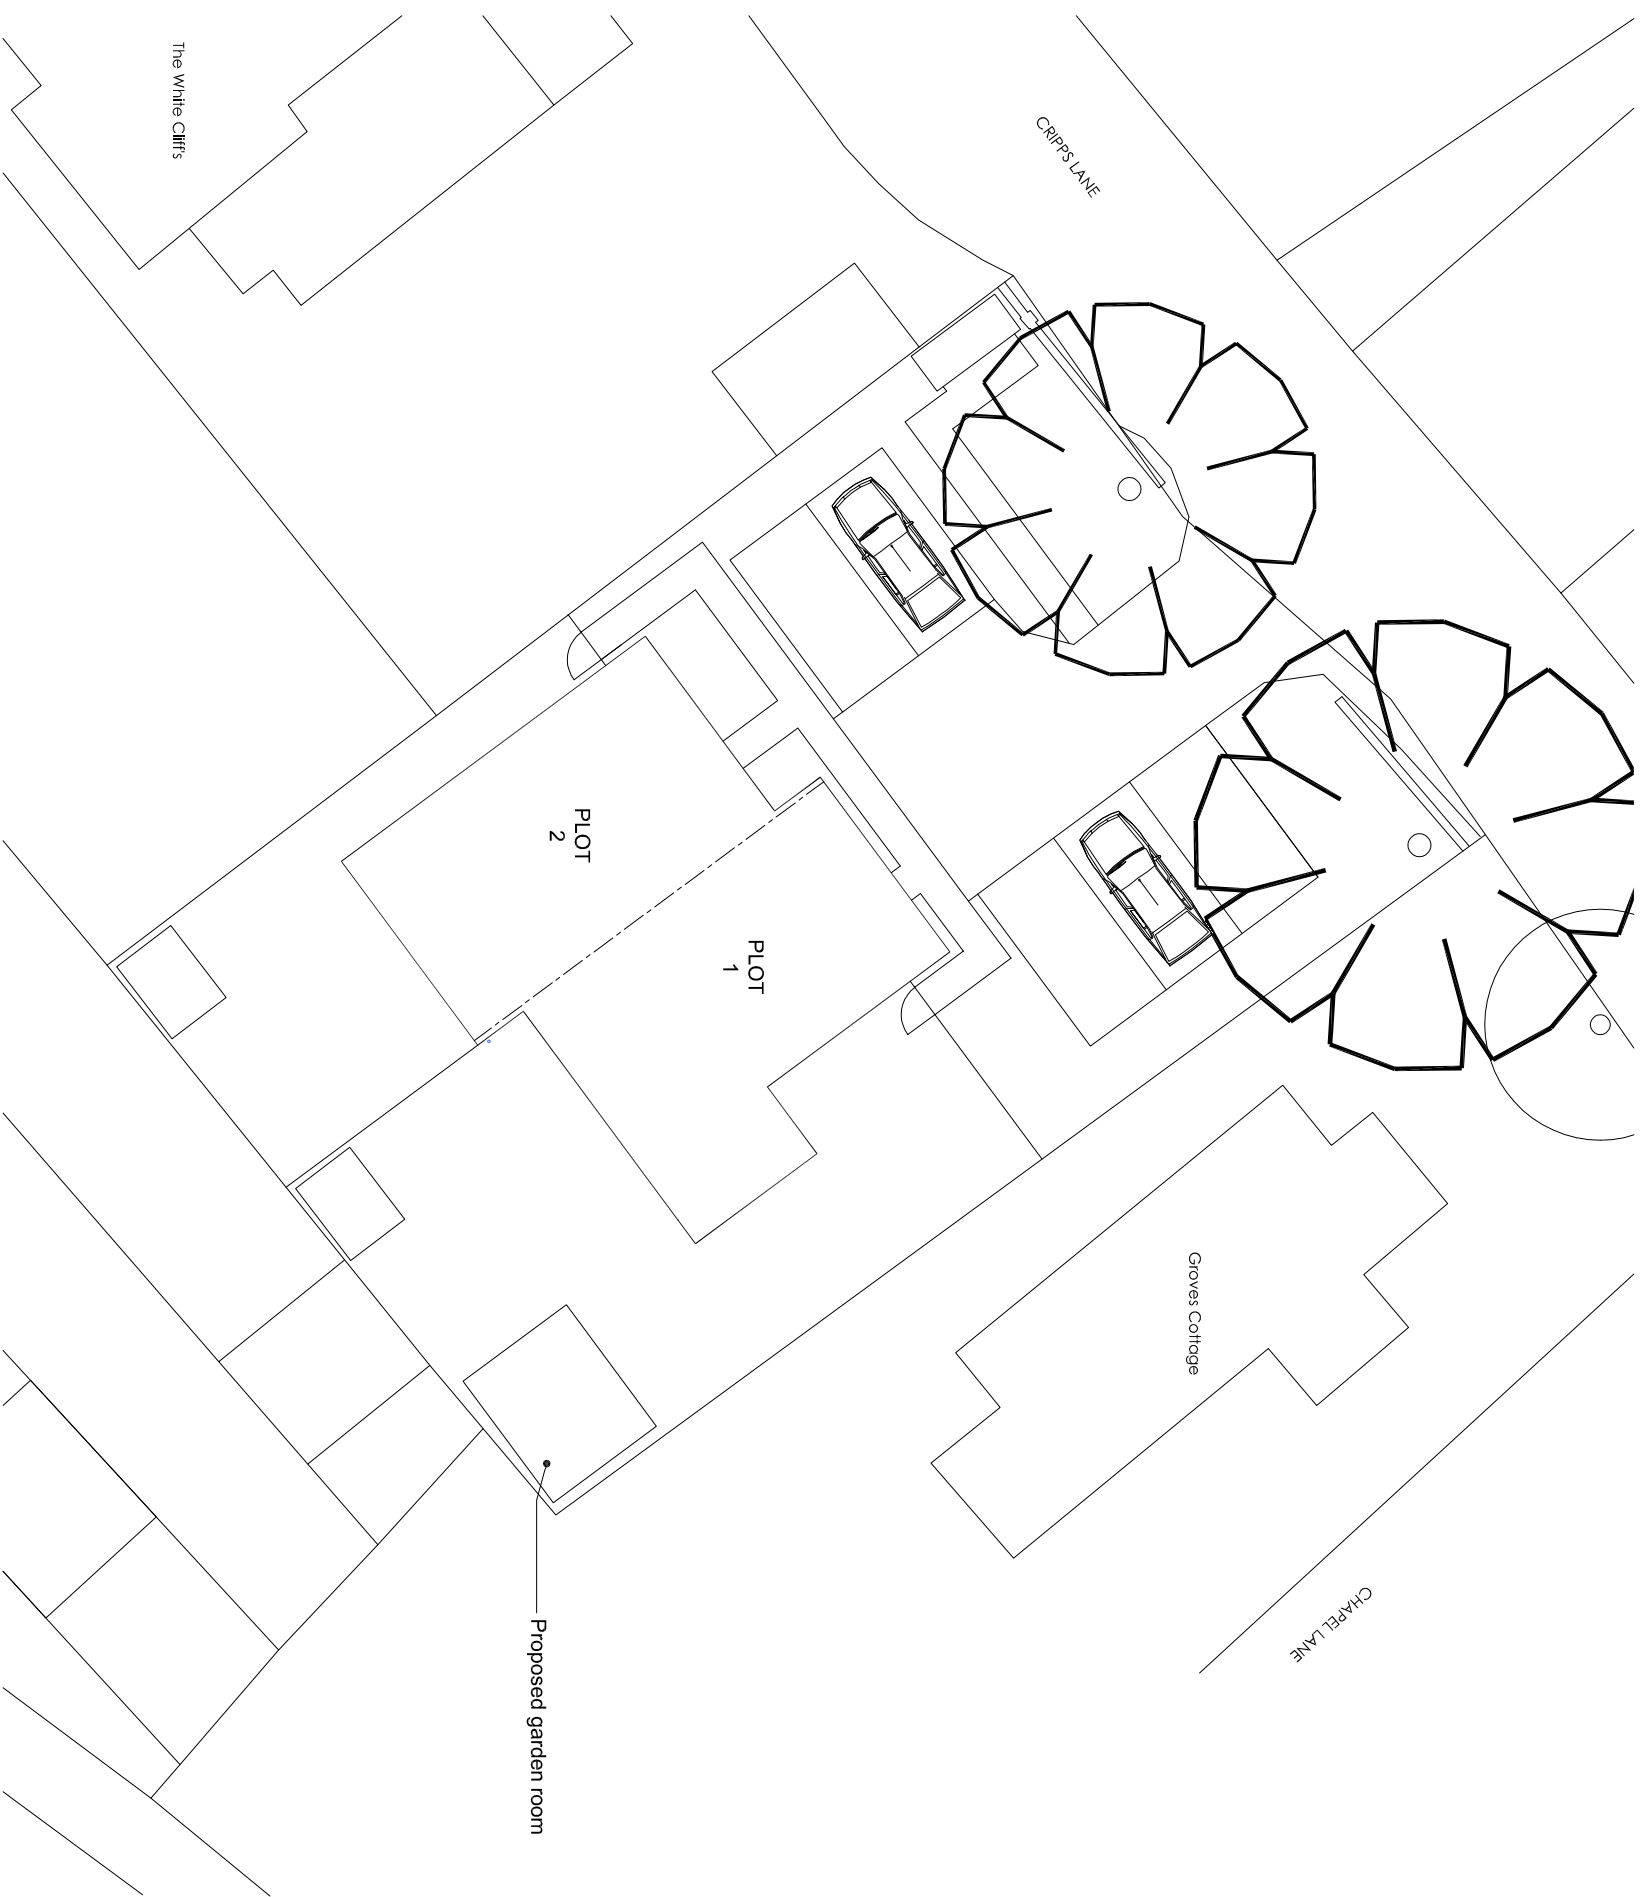 The White Cliff's
CRIPPS LANE
PLOT
2
PLOT
1
Groves Cottage
CHAPEL LANE
Proposed garden room